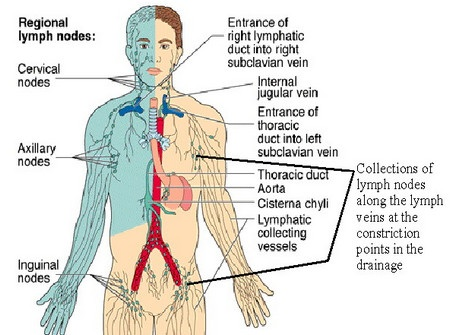 Regional
lymph nodes:
Cervical
nodes
Axillary
nodes
Inguinal
nodes
Entrance of
right lymphatic
duct into right
subclavian vein
Internal
jugular vein
Entrance of
thoracic
duct into left
subclavian vein
Thoracic duct
Aorta
Cisterna chyli
Lymphatic
collecting
vessels
Collections of
lymph nodes
along the lymph
veins at the
constriction
points in the
drainage